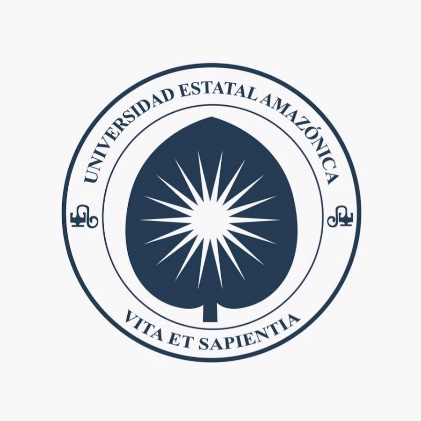 UNIVERSIDAD ESTATAL AMAZÓNICA
VITA ET SAPIENTIA